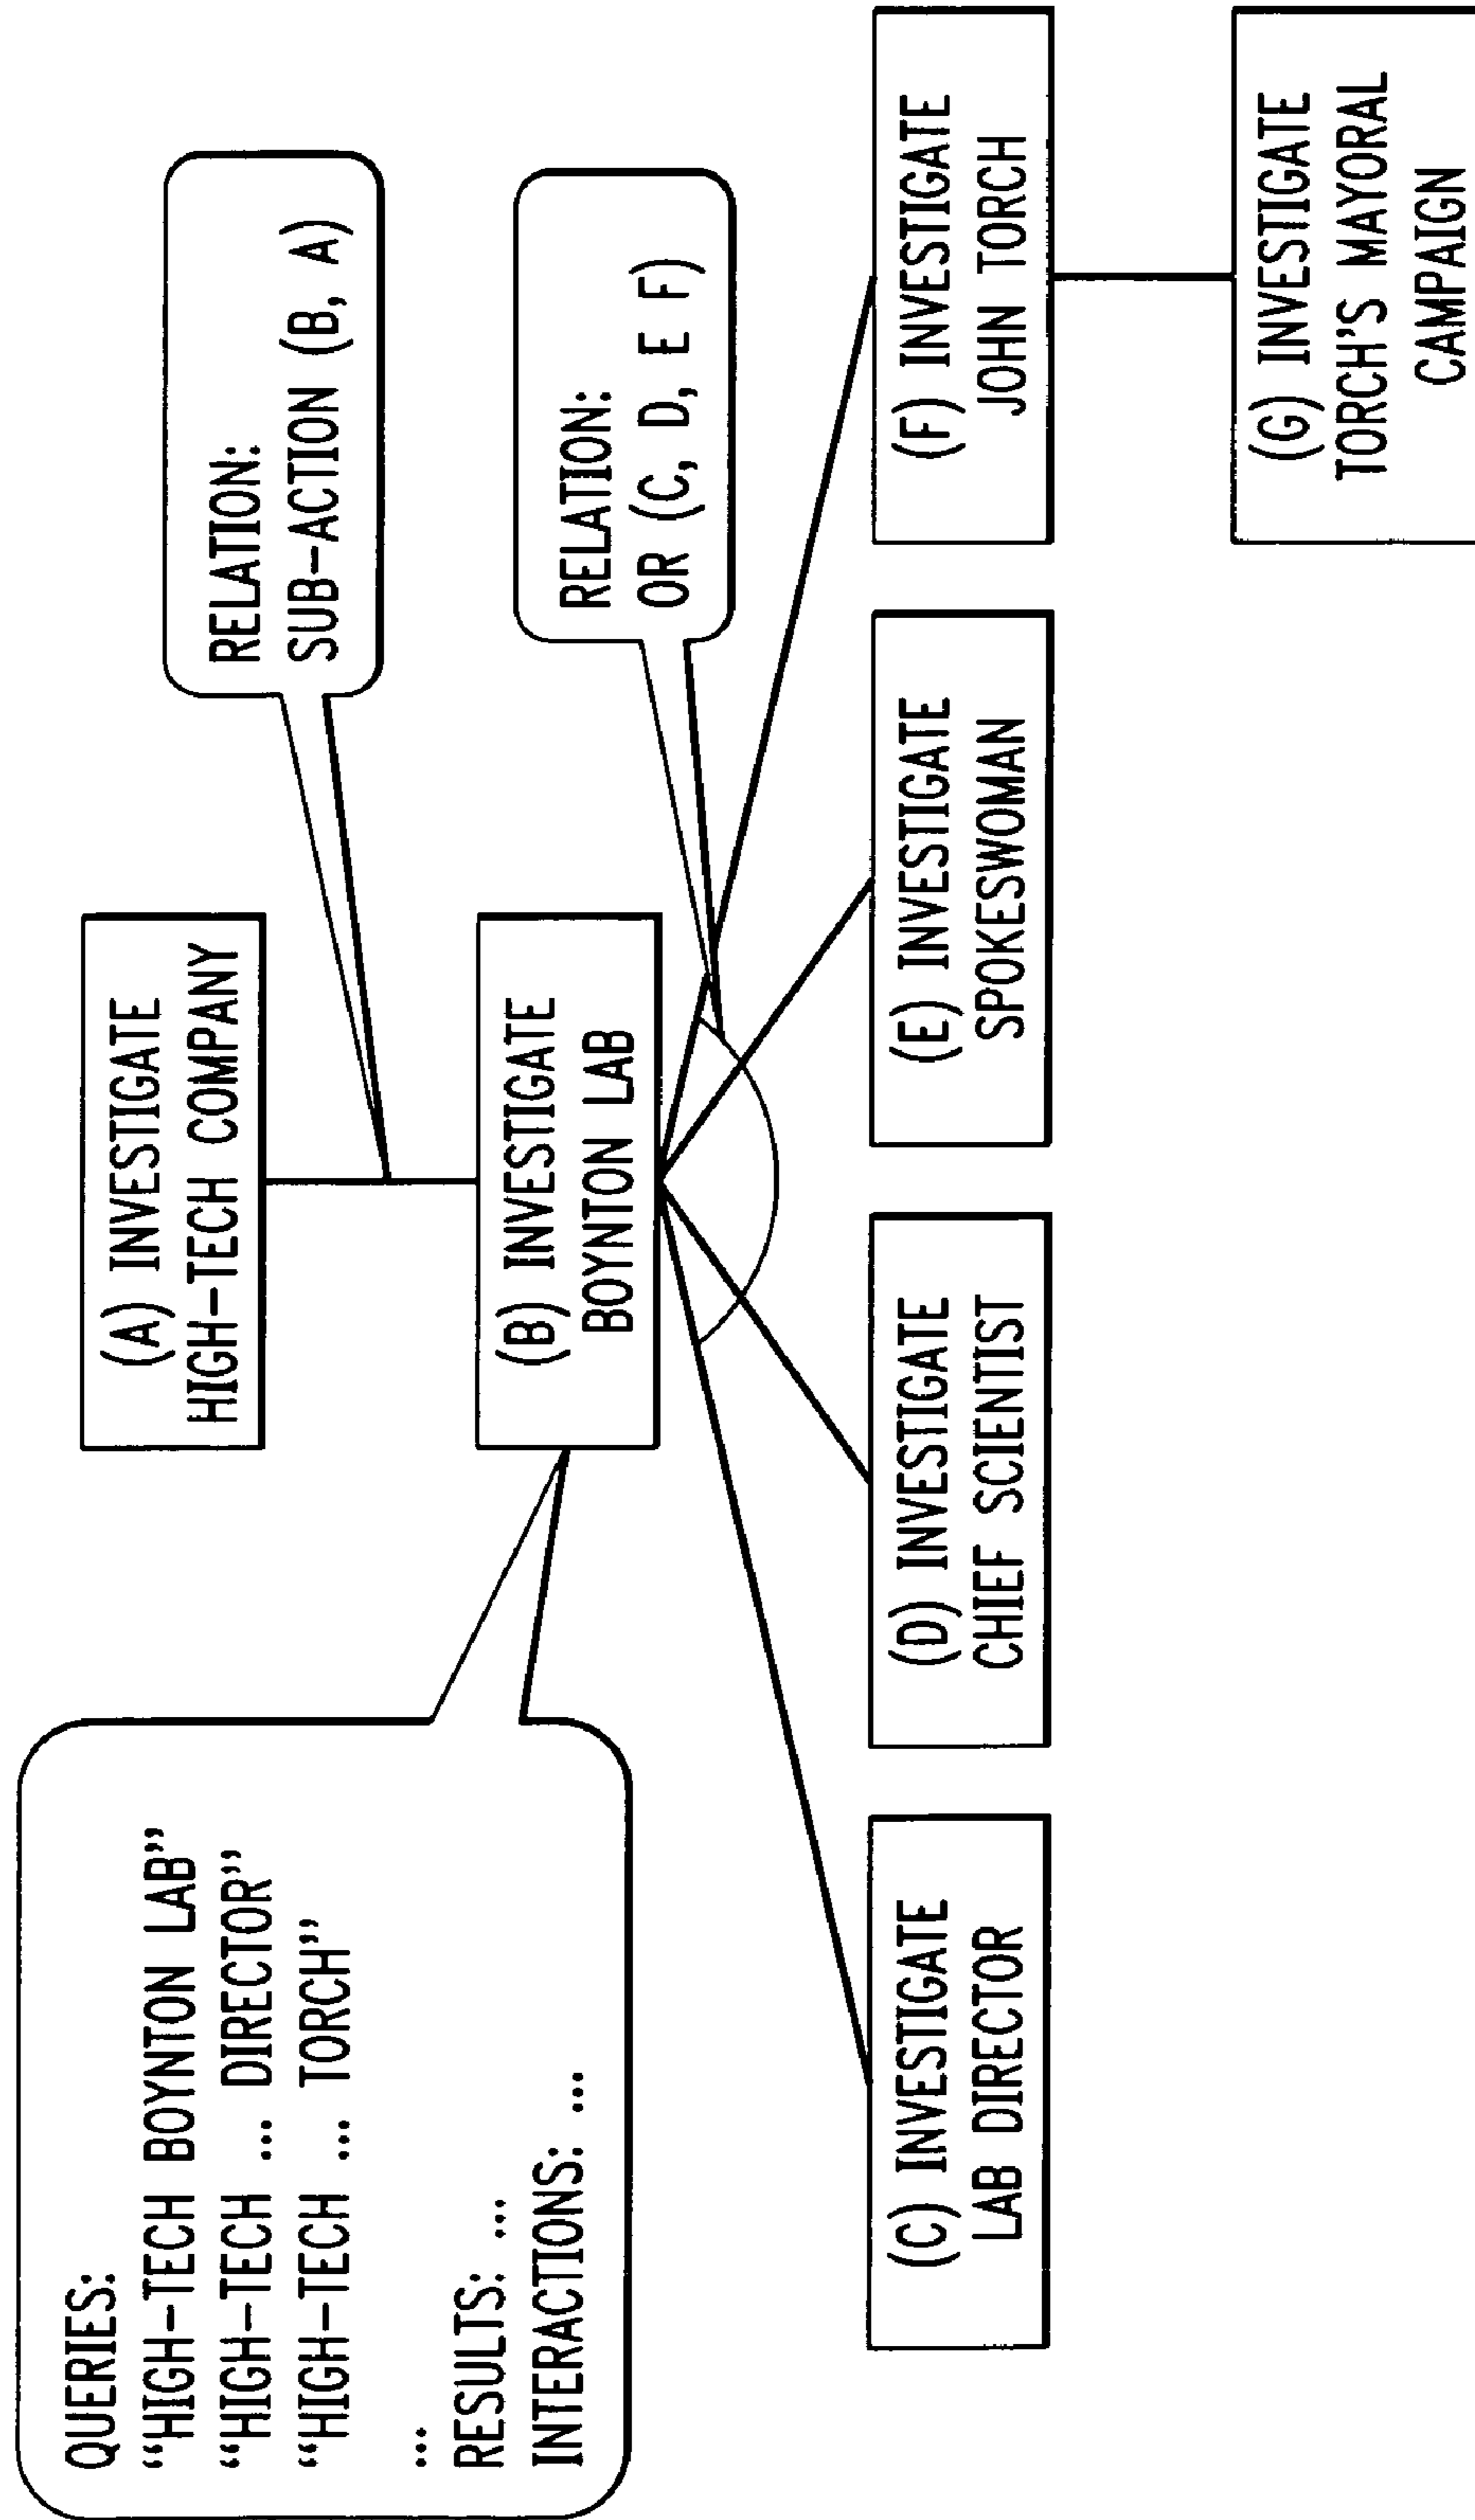 QUERIES:
“HIGH-TECH BOYNTON LAB”
“HIGH-TECH ... DIRECTOR”
“HIGH-TECH ... TORCH”
...
RESULTS: ...
INTERACTIONS: ...
(A) INVESTIGATE
HIGH-TECH COMPANY
RELATION:
SUB-ACTION (B, A)
(B) INVESTIGATE
BOYNTON LAB
RELATION:
OR (C, D, E F)
(C) INVESTIGATE
LAB DIRECTOR
(D) INVESTIGATE
CHIEF SCIENTIST
(E) INVESTIGATE
SPOKESWOMAN
(F) INVESTIGATE
JOHN TORCH
(G) INVESTIGATE
TORCH'S MAYORAL
CAMPAIGN